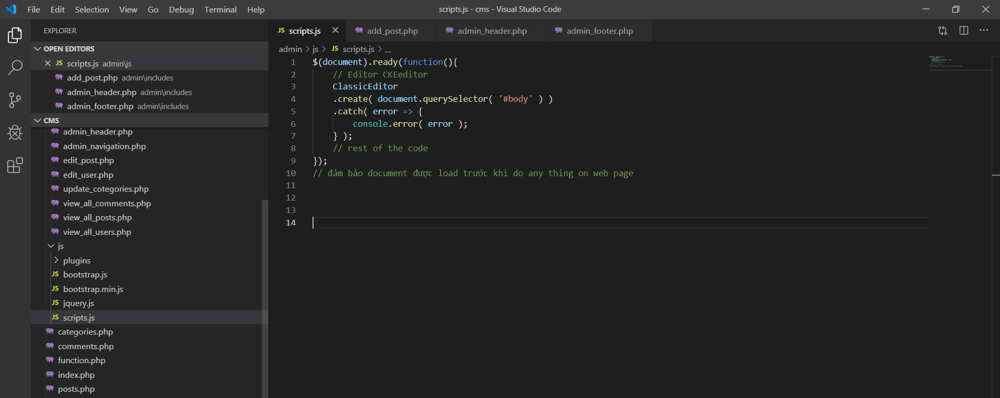 File Edit Selection View Go Debug Terminal Help
scripts.js - cms - Visual Studio Code
EXPLORER
OPEN EDITORS
JS scripts.js admin\js
add_post.php admin\includes
admin_header.php admin\includes
admin_footer.php admin\includes
CMS
admin_header.php
admin_navigation.php
edit_post.php
edit_user.php
update_cotegories.php
view_all_comments.php
view_all_posts.php
view_all_users.php
js
plugins
JS bootstrap.js
JS bootstrap.min.js
JS jquery.js
JS scripts.js
categories.php
comments.php
function.php
index.php
posts.php
JS scripts.js add_post.php admin_header.php admin_footer.php
admin > js > JS scripts.js > ...
1 $(document).ready(function(){
2 // Editor CKEeditor
3 ClassicEditor
4 .create( document.querySelector( '#body' ) )
5 .catch( error => {
6 console.error( error );
7 } );
8 // rest of the code
9 });
10 // đảm bảo document được load trước khi do any thing on web page
11
12
13
14